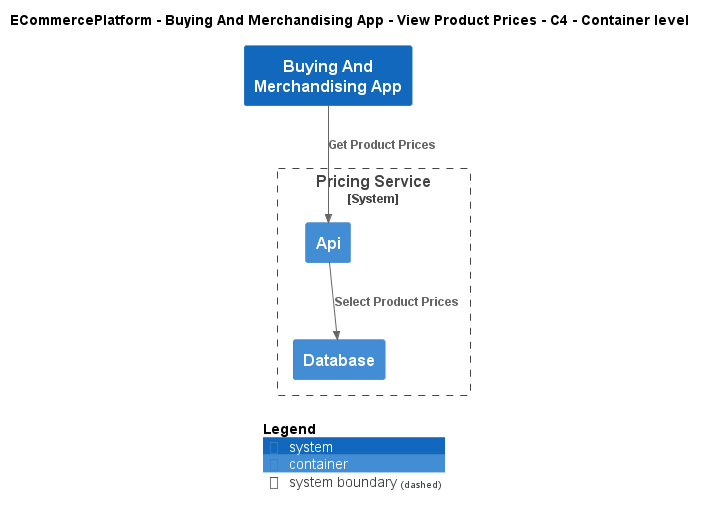 ECommercePlatform - Buying And Merchandising App - View Product Prices - C4 - Container level
Buying And
Merchandising App
Get Product Prices
Pricing Service
[System]
Api
Select Product Prices
Database
Legend
system
container
system boundary (dashed)